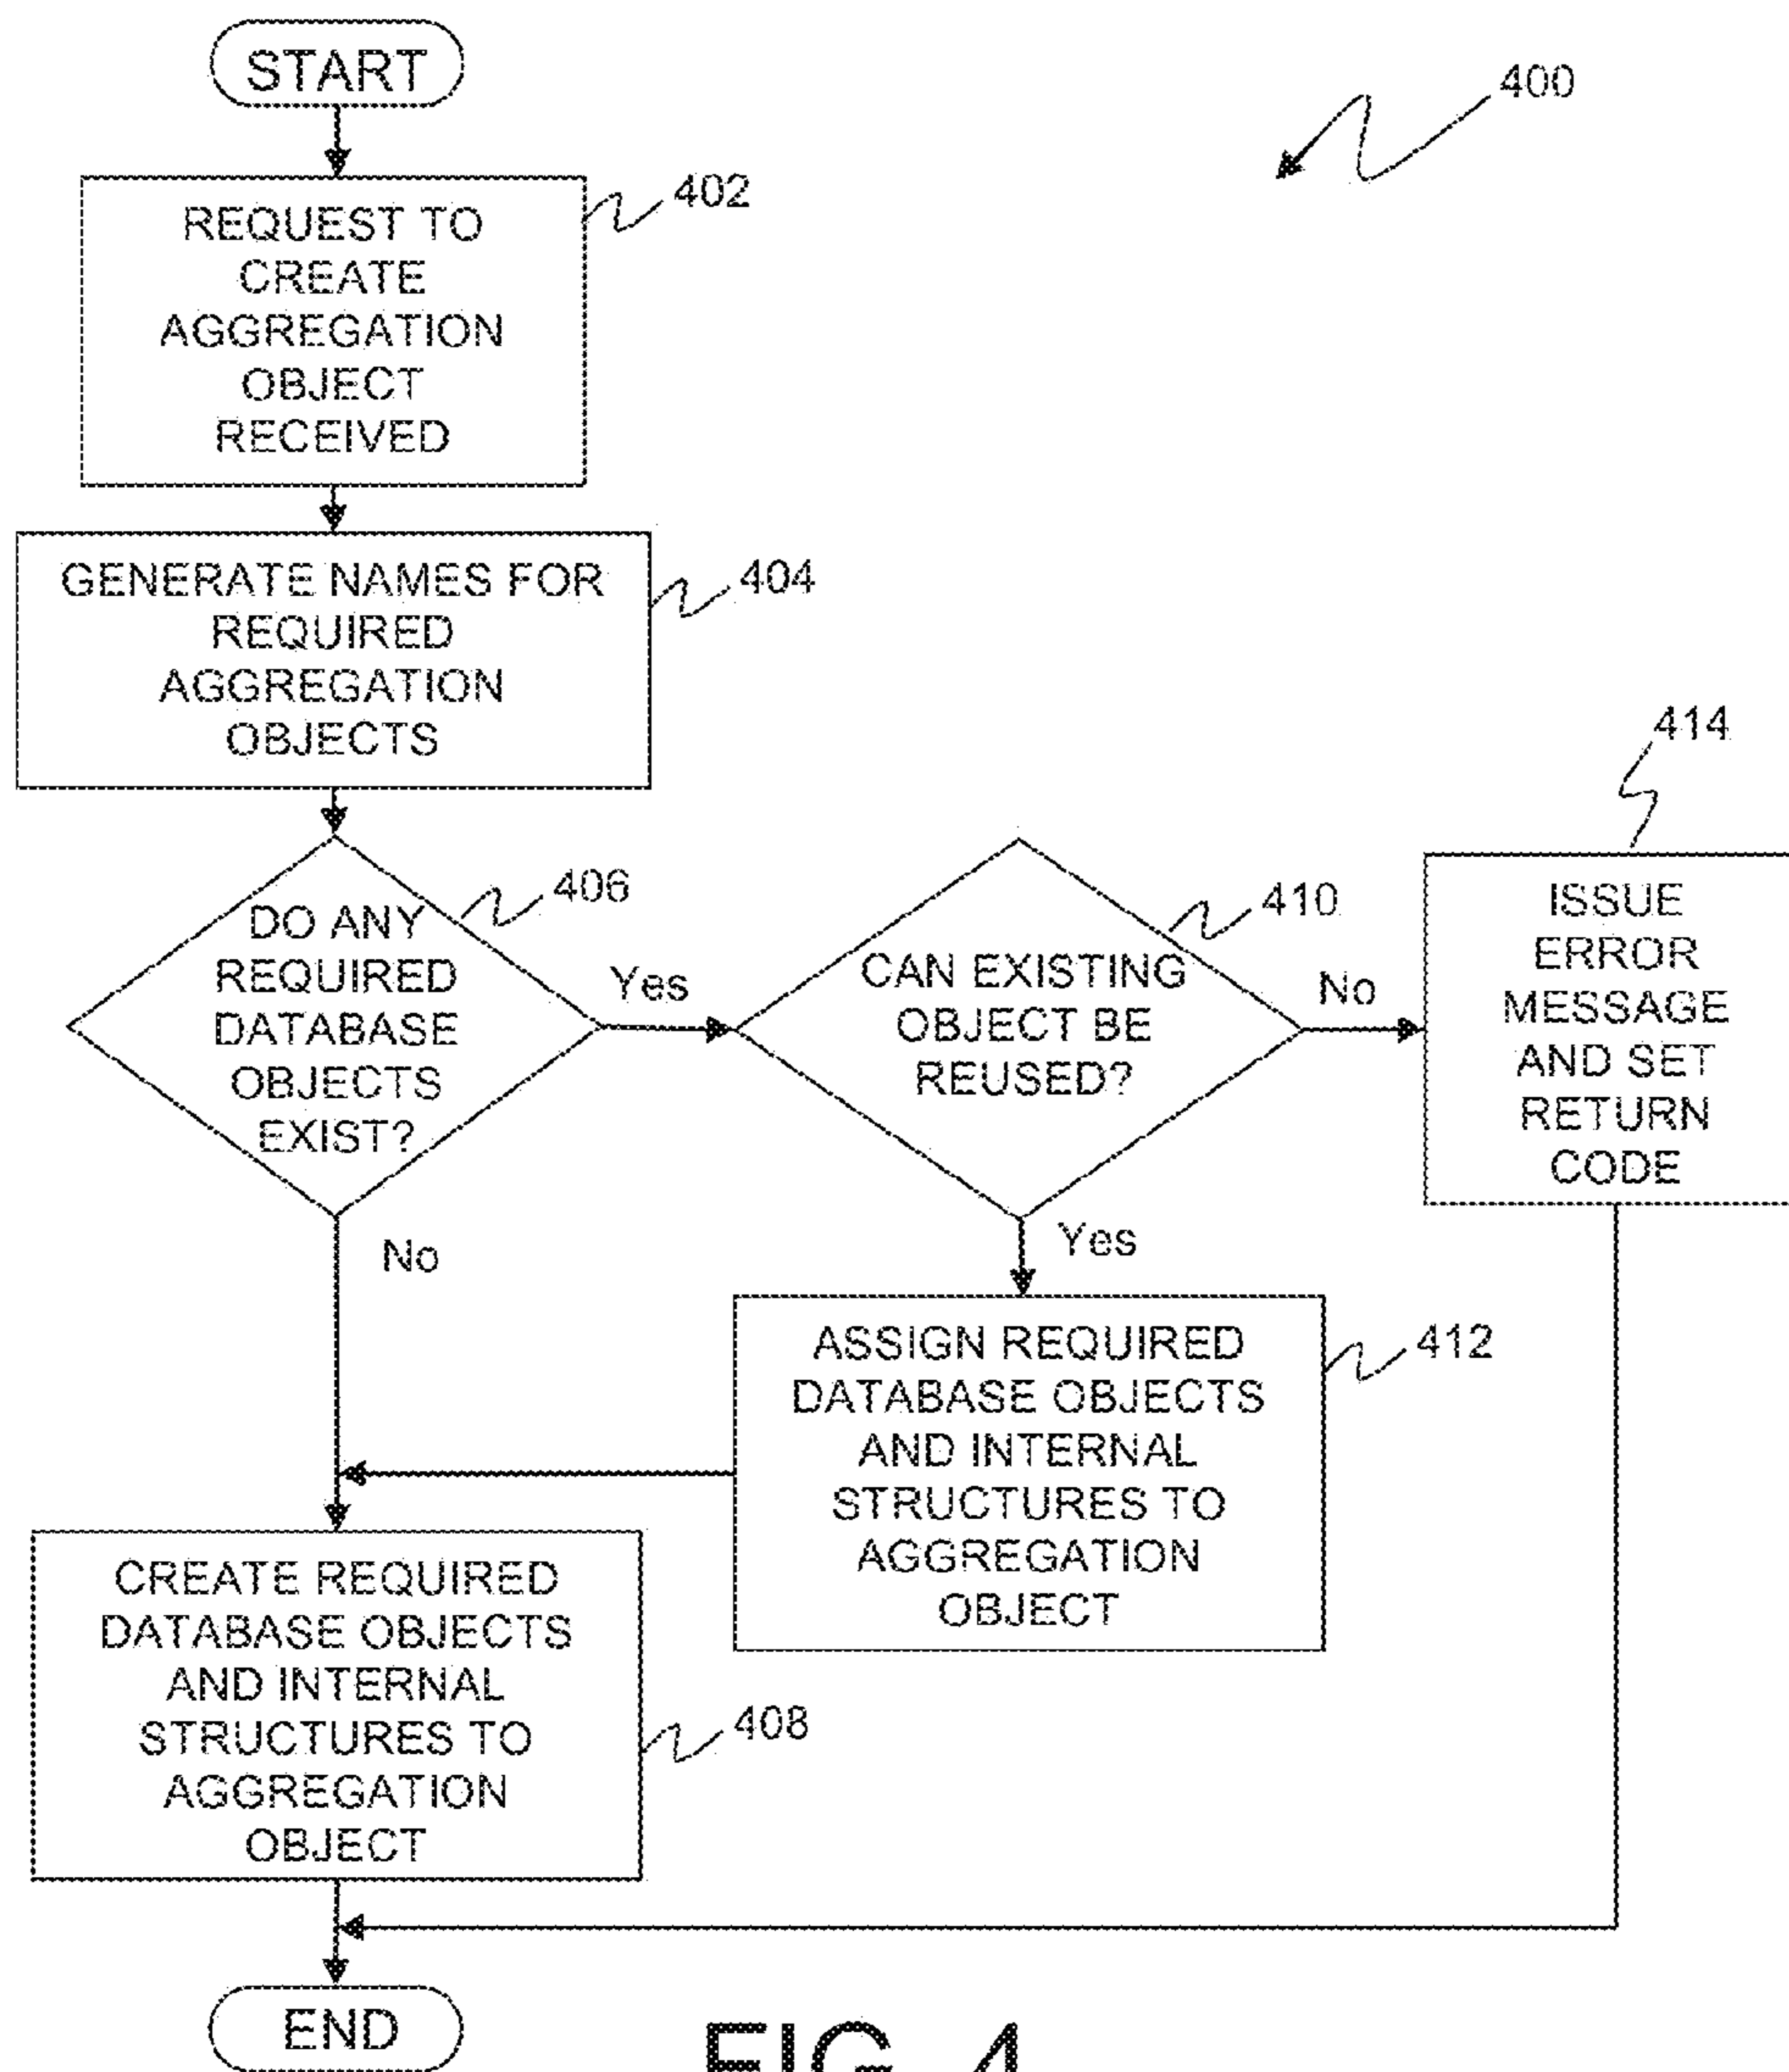 START
400
REQUEST TO
CREATE
AGGREGATION
OBJECT
RECEIVED
402
GENERATE NAMES FOR
REQUIRED
AGGREGATION
OBJECTS
404
DO ANY
REQUIRED
DATABASE
OBJECTS
EXIST?
406
Yes
No
CAN EXISTING
OBJECT BE
REUSED?
410
No
Yes
414
ISSUE
ERROR
MESSAGE
AND SET
RETURN
CODE
ASSIGN REQUIRED
DATABASE OBJECTS
AND INTERNAL
STRUCTURES TO
AGGREGATION
OBJECT
412
CREATE REQUIRED
DATABASE OBJECTS
AND INTERNAL
STRUCTURES TO
AGGREGATION
OBJECT
408
END
FIG. 4